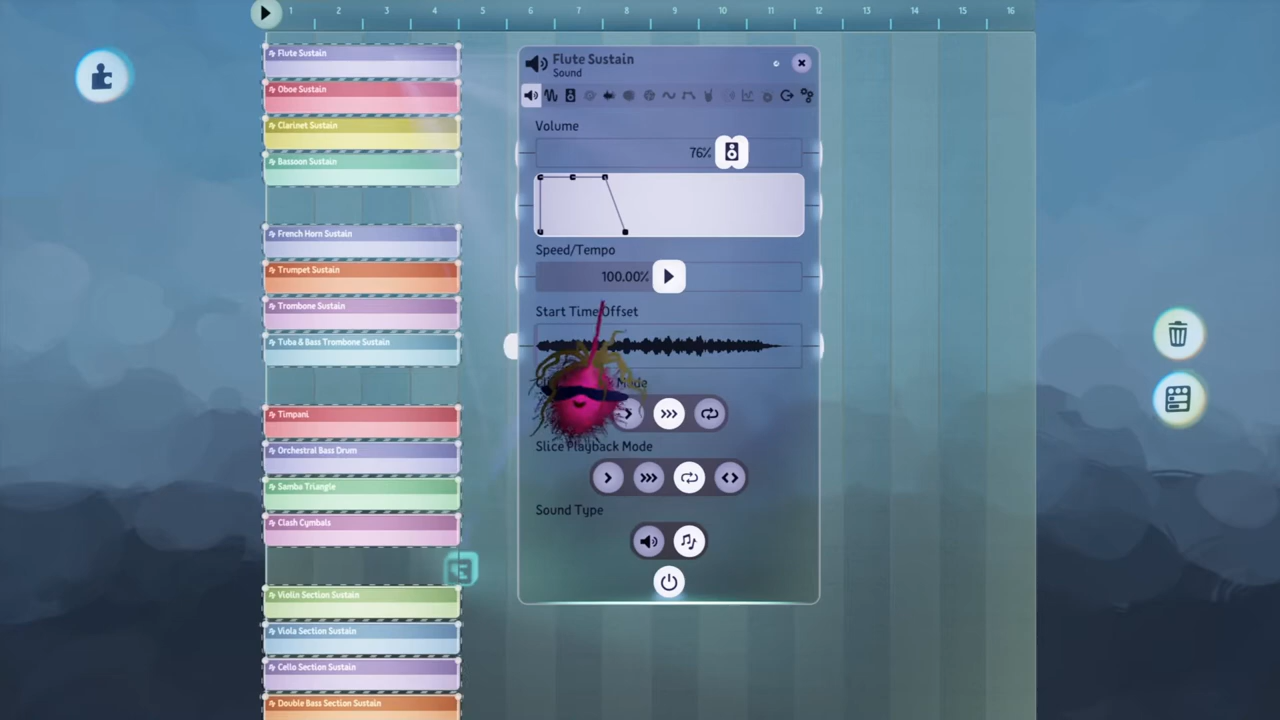 1 2 3 4 5 6 7 8 9 10 11 12 13 14 15 16
Flute Sustain
Oboe Sustain
Clarinet Sustain
Bassoon Sustain
French Horn Sustain
Trumpet Sustain
Trombone Sustain
Tuba & Bass Trombone Sustain
Timpani
Orchestral Bass Drum
Samba Triangle
Clash Cymbals
Violin Section Sustain
Viola Section Sustain
Cello Section Sustain
Double Bass Section Sustain
Flute Sustain
Sound
Volume
76%
Speed/Tempo
100.00%
Start Time Offset
Mode
Slice Playback Mode
Sound Type